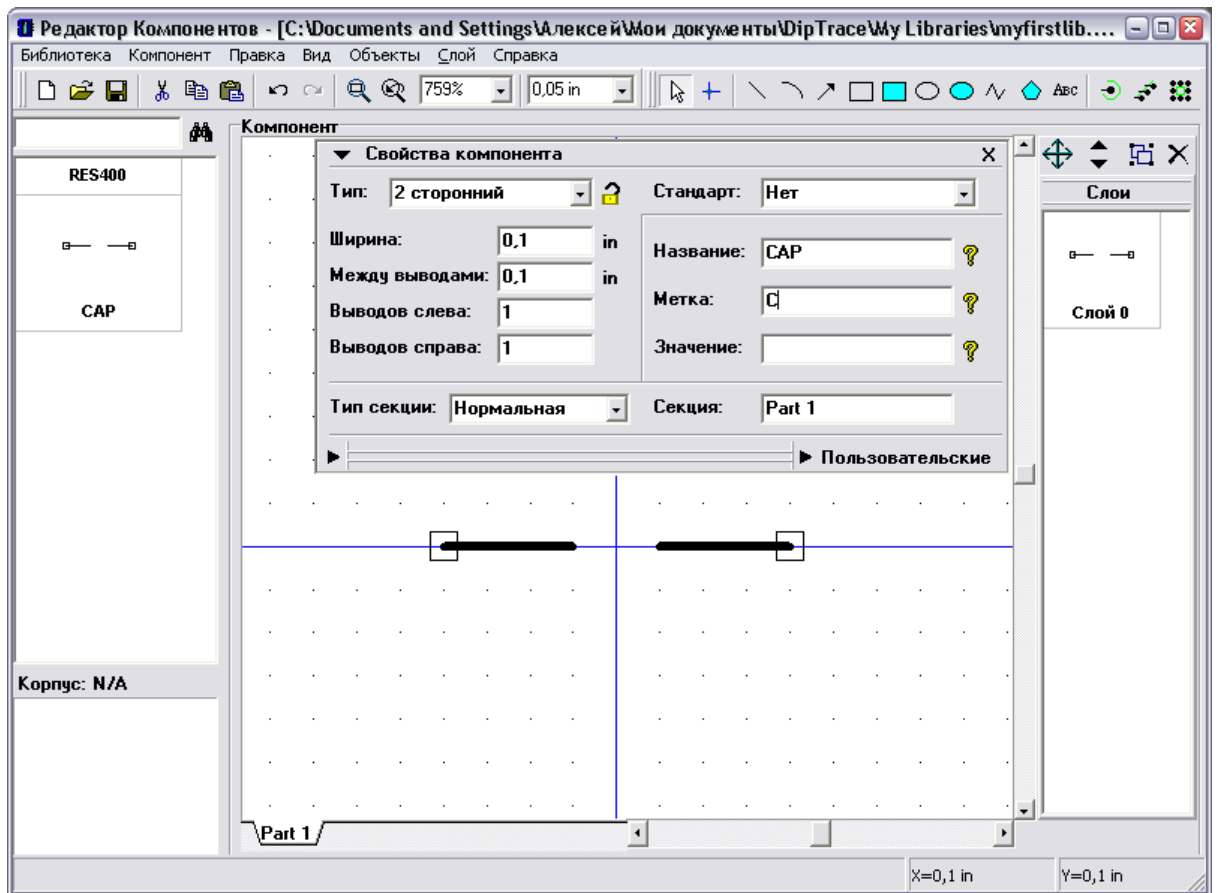 Редактор Компонентов - [C:\Documents and Settings\Алексей\Мои документы\DipTrace\My Libraries\myfirstlib....
Библиотека Компонент Правка Вид Объекты Слой Справка
759% 0,05 in ABC
Компонент
RES400
CAP
Свойства компонента X
Тип: 2 сторонний Стандарт: Нет
Ширина: 0,1 in
Между выводами: 0,1 in
Выводов слева: 1
Выводов справа: 1
Название: CAP
Метка: C
Значение:
Тип секции: Нормальная Секция: Part 1
Пользовательские
Слои
Слой 0
Корпус: N/A
Part 1
X=0,1 in Y=0,1 in